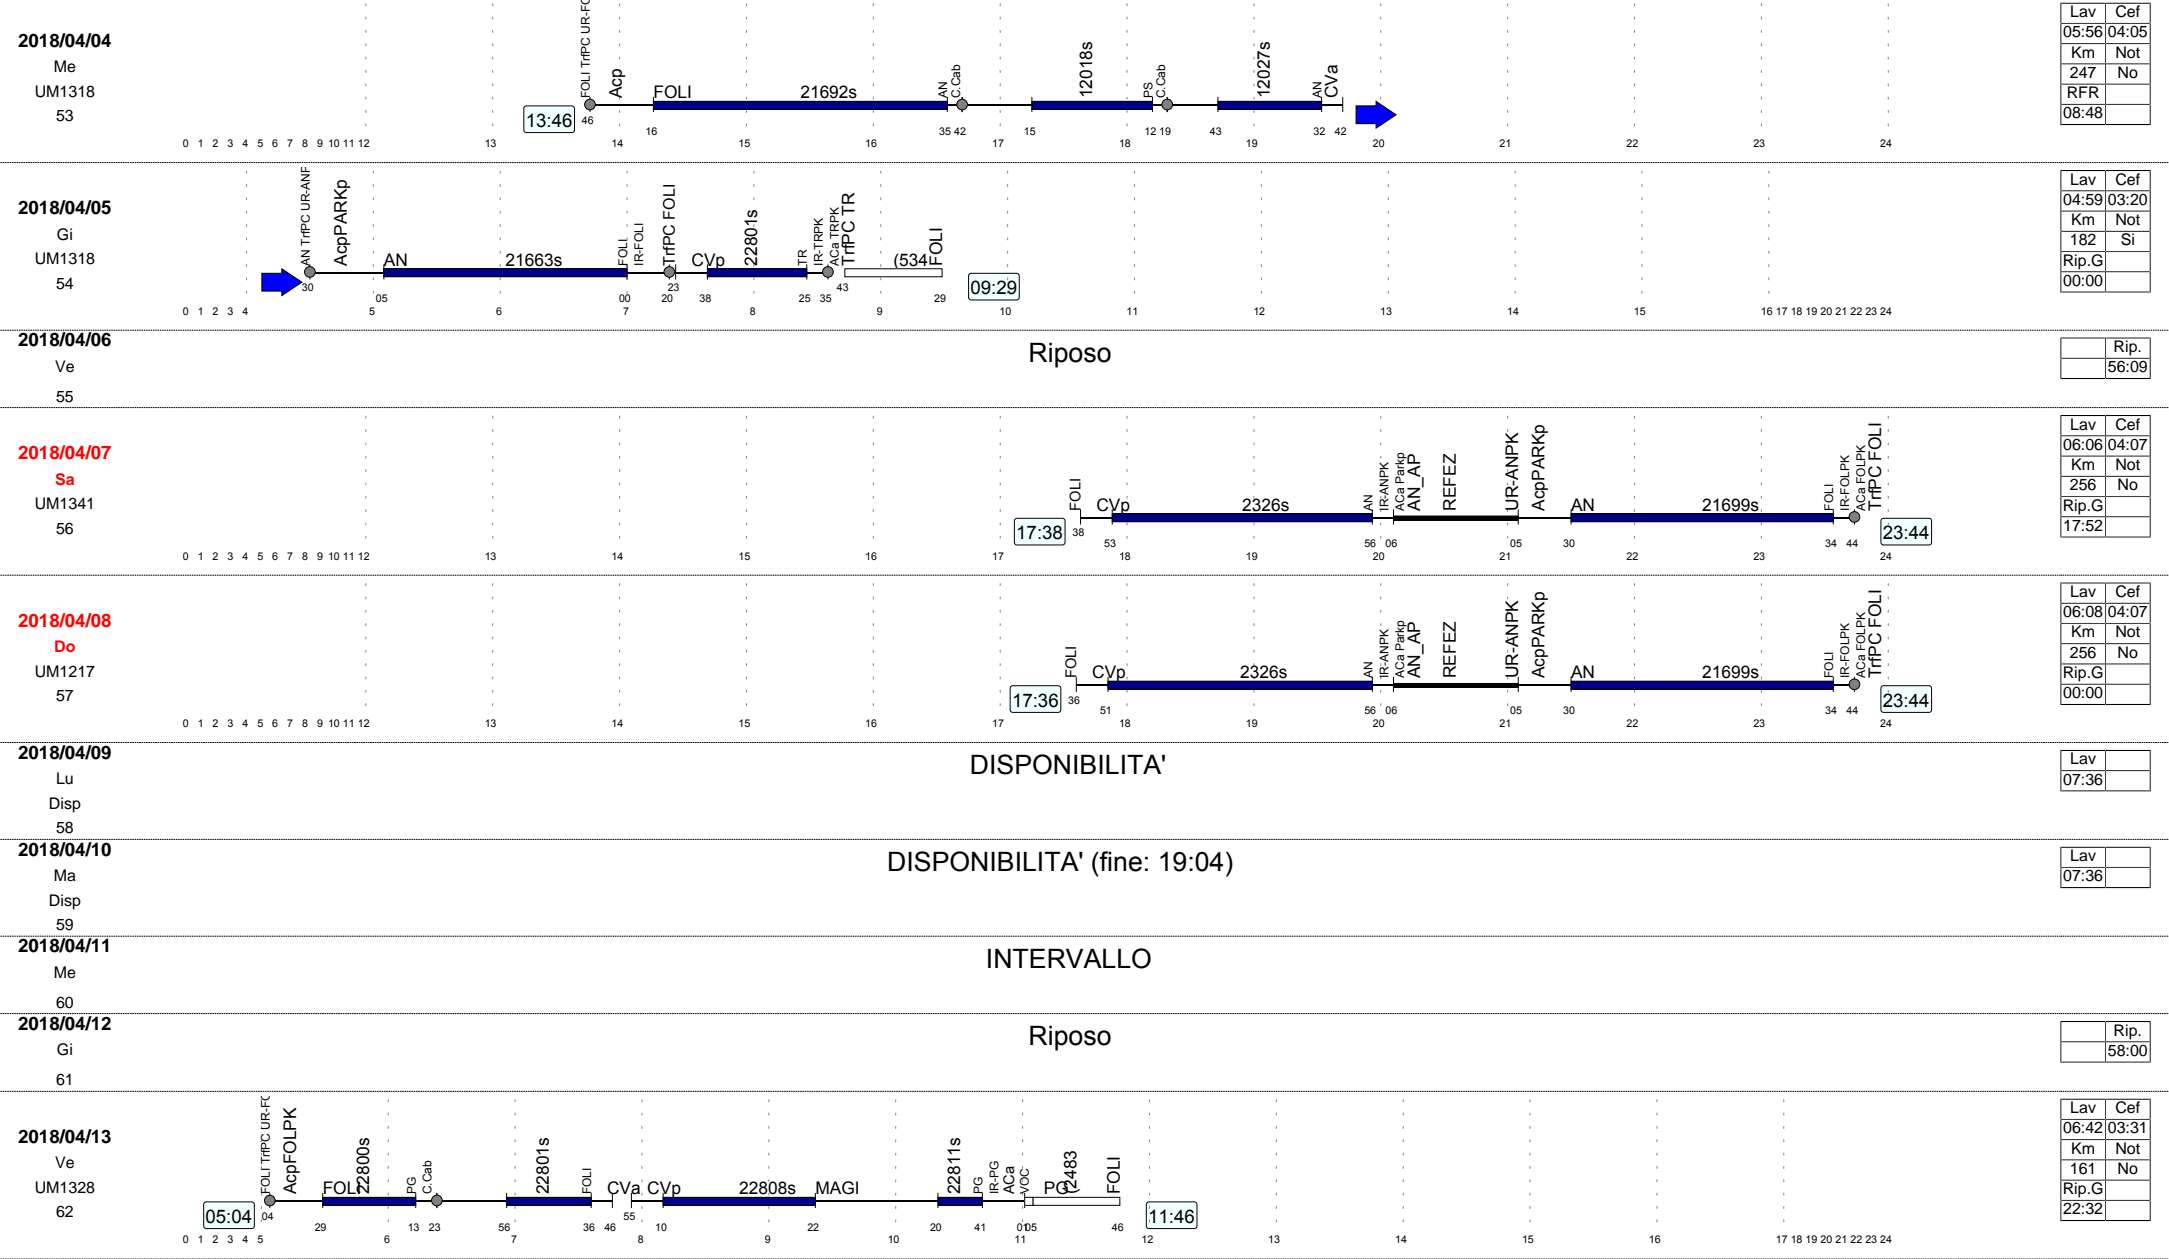 2018/04/04
Me
UM1318
53
13:46
FOLI TrfPC UR-FO
Acp
FOLI
21692s
AN
C.Cab
12018s
PS
C.Cab
12027s
AN
CVa
46 16 35 42 15 12 19 43 32 42
0 1 2 3 4 5 6 7 8 9 10 11 12 13 14 15 16 17 18 19 20 21 22 23 24
Lav Cef
05:56 04:05
Km Not
247 No
RFR
08:48
2018/04/05
Gi
UM1318
54
AN TrfPC UR-ANF
AcpPARKp
AN
21663s
FOLI
IR-FOLI
TrfPC FOLI
CVp
22801s
TR
IR-TRPK
ACa TRPK
TrfPC TR
(534
FOLI
09:29
30 05 00 20 23 38 25 35 43 29
0 1 2 3 4 5 6 7 8 9 10 11 12 13 14 15 16 17 18 19 20 21 22 23 24
Lav Cef
04:59 03:20
Km Not
182 Si
Rip.G
00:00
2018/04/06
Ve
55
Riposo
Rip.
56:09
2018/04/07
Sa
UM1341
56
17:38
FOLI
CVp
2326s
AN
IR-ANPK
ACa Parkp
AN_AP
REFEZ
UR-ANPK
AcpPARKp
AN
21699s
FOLI
IR-FOLPK
ACa FOLPK
TrfPC FOLI
23:44
38 53 56 06 05 30 34 44
0 1 2 3 4 5 6 7 8 9 10 11 12 13 14 15 16 17 18 19 20 21 22 23 24
Lav Cef
06:06 04:07
Km Not
256 No
Rip.G
17:52
2018/04/08
Do
UM1217
57
17:36
FOLI
CVp
2326s
AN
IR-ANPK
ACa Parkp
AN_AP
REFEZ
UR-ANPK
AcpPARKp
AN
21699s
FOLI
IR-FOLPK
ACa FOLPK
TrfPC FOLI
23:44
36 51 56 06 05 30 34 44
0 1 2 3 4 5 6 7 8 9 10 11 12 13 14 15 16 17 18 19 20 21 22 23 24
Lav Cef
06:08 04:07
Km Not
256 No
Rip.G
00:00
2018/04/09
Lu
Disp
58
DISPONIBILITA'
Lav
07:36
2018/04/10
Ma
Disp
59
DISPONIBILITA' (fine: 19:04)
Lav
07:36
2018/04/11
Me
60
INTERVALLO
2018/04/12
Gi
61
Riposo
Rip.
58:00
2018/04/13
Ve
UM1328
62
05:04
FOLI TrfPC UR-FO
AcpFOLPK
FOLI
22800s
PG
C.Cab
22801s
FOLI
CVa
CVp
22808s
MAGI
22811s
PG
IR-PG
ACa
VOC
PG
FOLI
11:46
04 29 13 23 56 36 46 55 10 22 20 41 01 05 46
0 1 2 3 4 5 6 7 8 9 10 11 12 13 14 15 16 17 18 19 20 21 22 23 24
Lav Cef
06:42 03:31
Km Not
161 No
Rip.G
22:32